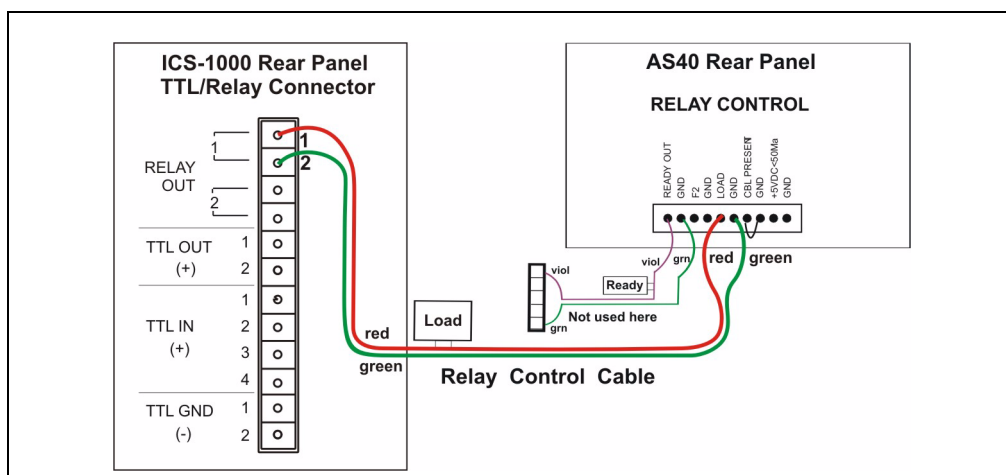 ICS-1000 Rear Panel
TTL/Relay Connector
1
RELAY
OUT
2
1
2
TTL OUT
(+)
1
2
TTL IN
(+)
1
2
3
4
TTL GND
(-)
1
2
AS40 Rear Panel
RELAY CONTROL
READY OUT
GND
F2
GND
LOAD
GND
CBL PRESENT
GND
+5VDC<50Ma
GND
red
green
viol
grn
viol
Ready
grn
Not used here
Load
red
green
Relay Control Cable